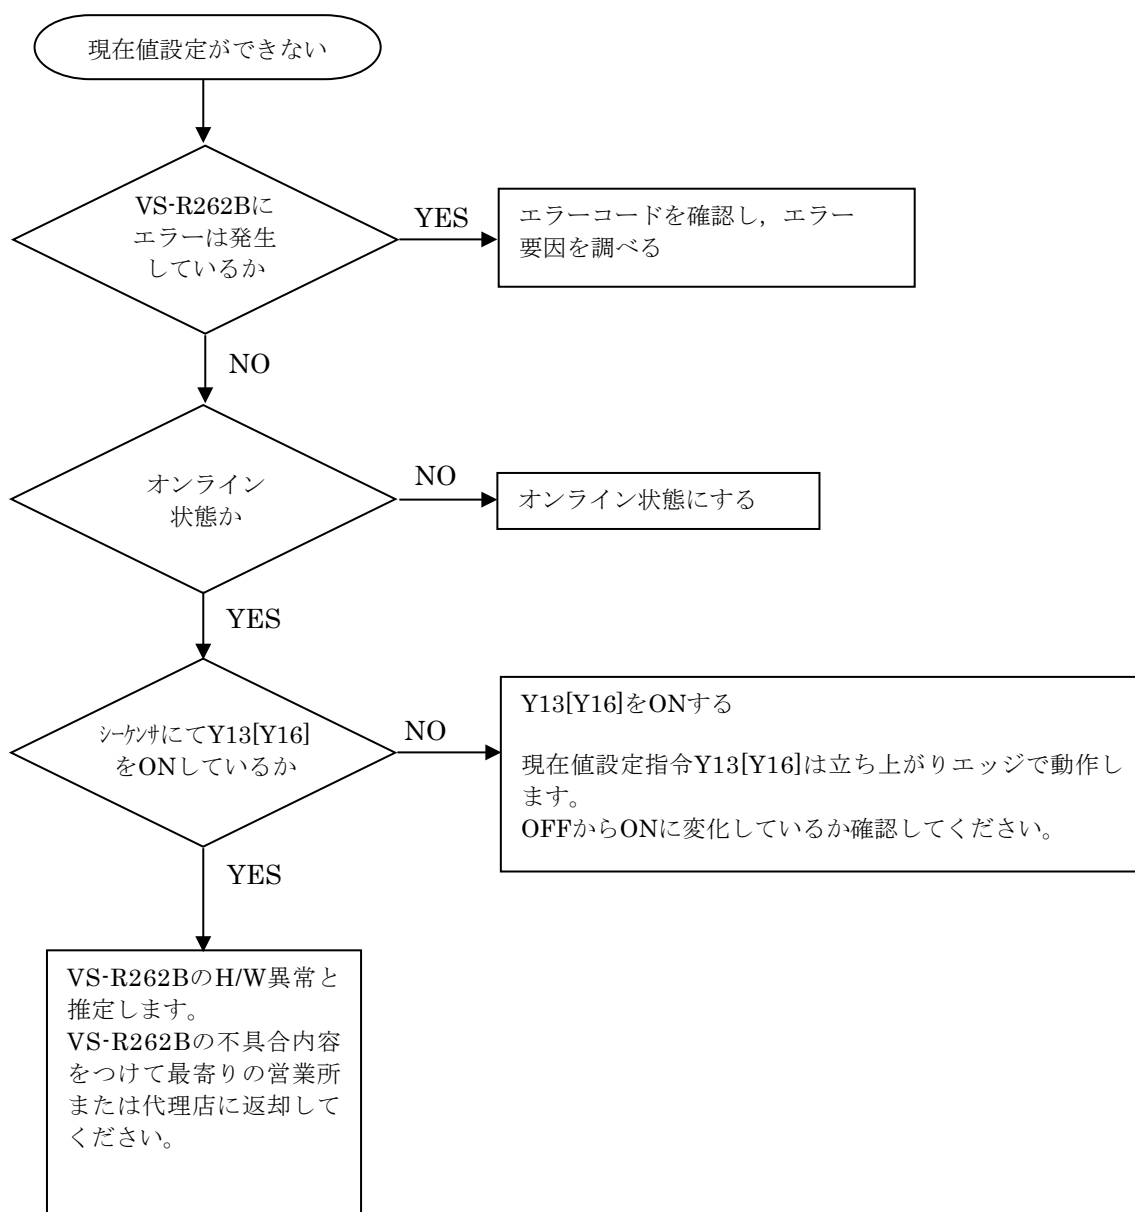 現在値設定ができない
VS-R262Bに
エラーは発生
しているか
YES
エラーコードを確認し，エラー
要因を調べる
NO
オンライン
状態か
NO
オンライン状態にする
YES
ｼｰｹﾝｻにてY13[Y16]
をONしているか
NO
Y13[Y16]をONする
現在値設定指令Y13[Y16]は立ち上がりエッジで動作し
ます。
OFFからONに変化しているか確認してください。
YES
VS-R262BのH/W異常と
推定します。
VS-R262Bの不具合内容
をつけて最寄りの営業所
または代理店に返却して
ください。